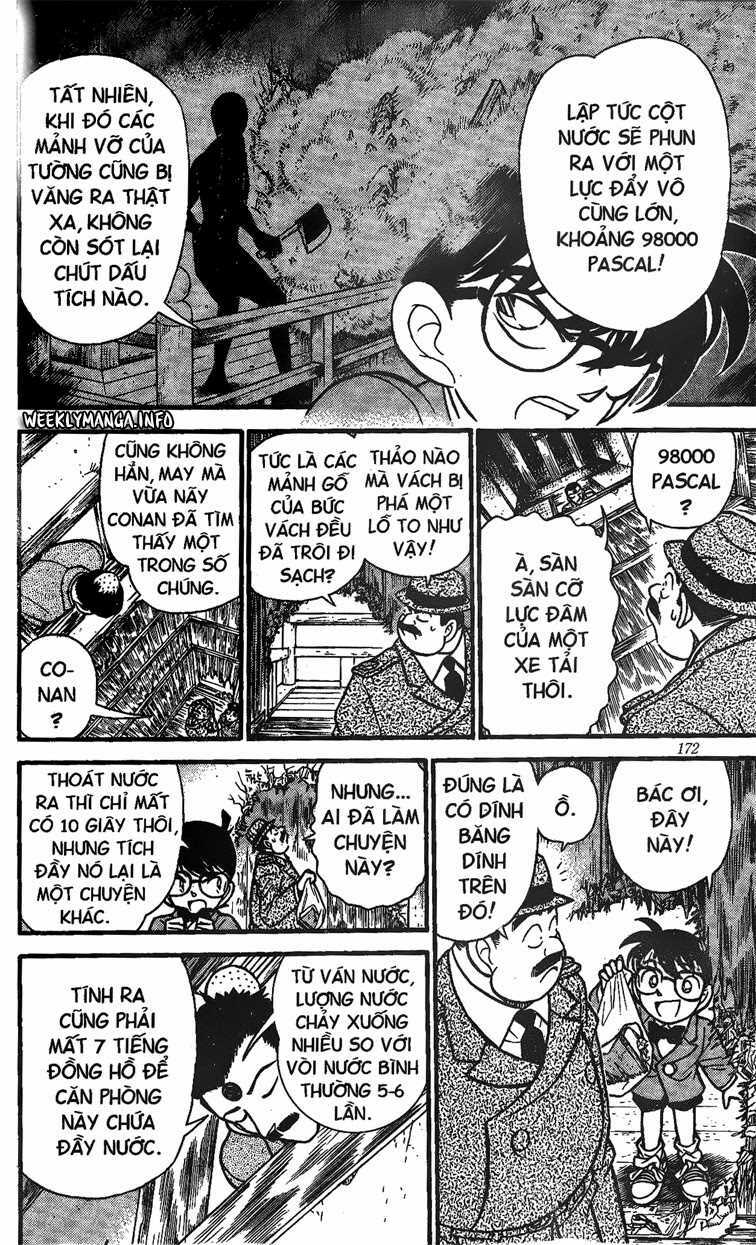 LẬP TỨC CỘT
NƯỚC SẼ PHUN
RA VỚI MỘT
LỰC ĐẨY VÔ
CÙNG LỚN,
KHOẢNG 98000
PASCAL!
TẤT NHIÊN,
KHI ĐÓ CÁC
MẢNH VỠ CỦA
TƯỜNG CŨNG BỊ
VĂNG RA THẬT
XA, KHÔNG
CÒN SÓT LẠI
CHÚT DẤU
TÍCH NÀO.
WEEKLYMANGA.INFO
98000
PASCAL
?
À, SÀN
SÀN CỠ
LỰC ĐÂM
CỦA MỘT
XE TẢI
THÔI.
THẢO NÀO
MÀ VÁCH BỊ
PHÁ MỘT
LỖ TO NHƯ
VẬY!
TỨC LÀ CÁC
MẢNH GỖ
CỦA BỨC
VÁCH ĐỀU
ĐÃ TRÔI ĐI
SẠCH?
CŨNG KHÔNG
HẲN, MAY MÀ
VỪA NÃY
CONAN ĐÃ TÌM
THẤY MỘT
TRONG SỐ
CHÚNG.
CO-
NAN
?
172
BÁC ƠI,
ĐÂY
NÀY!
Ồ.
ĐÚNG LÀ
CÓ DÍNH
BĂNG
DÍNH
TRÊN
ĐÓ!
NHƯNG...
AI ĐÃ LÀM
CHUYỆN
NÀY?
THOÁT NƯỚC
RA THÌ CHỈ MẤT
CÓ 10 GIÂY THÔI,
NHƯNG TÍCH
ĐẦY NÓ LẠI LÀ
MỘT CHUYỆN
KHÁC.
TỪ VÁN NƯỚC,
LƯỢNG NƯỚC
CHẢY XUỐNG
NHIỀU SO VỚI
VÒI NƯỚC BÌNH
THƯỜNG 5-6
LẦN.
TÍNH RA
CŨNG PHẢI
MẤT 7 TIẾNG
ĐỒNG HỒ ĐỂ
CĂN PHÒNG
NÀY CHỨA
ĐẦY NƯỚC.